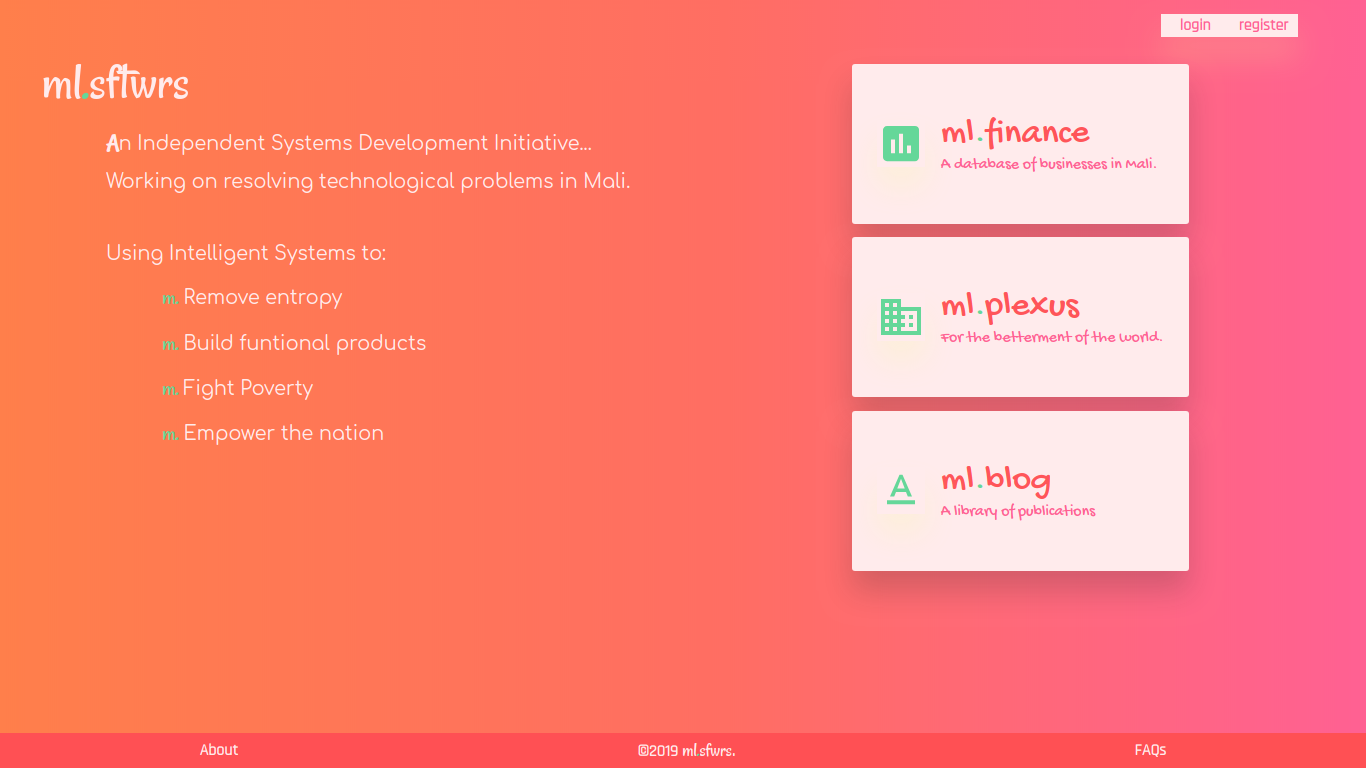 login register
ml.sftwrs
An Independent Systems Development Initiative...
Working on resolving technological problems in Mali.
Using Intelligent Systems to:
m. Remove entropy
m. Build funtional products
m. Fight Poverty
m. Empower the nation
ml.finance
A database of businesses in Mali.
ml.plexus
For the betterment of the world.
ml.blog
A library of publications
About ©2019 ml.sfwrs. FAQs